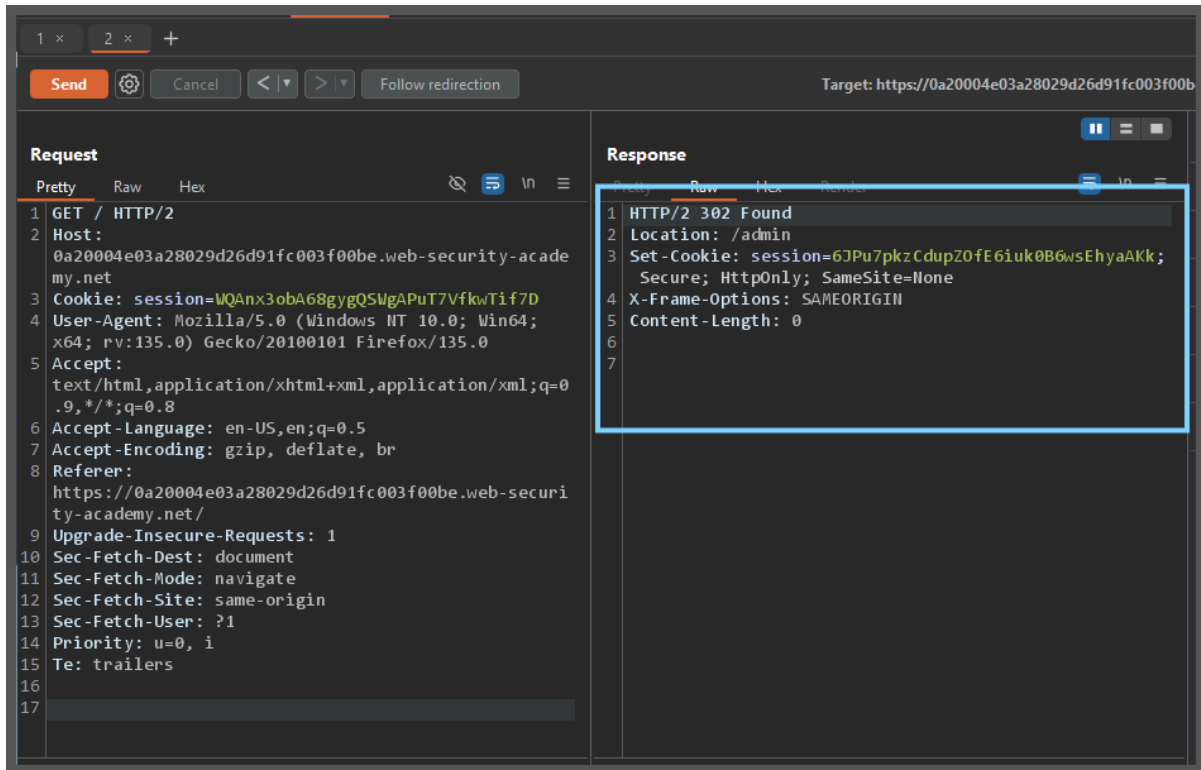 1 × 2 × +
Send Cancel < > Follow redirection Target: https://0a20004e03a28029d26d91fc003f00b
Request
Pretty Raw Hex \n
1 GET / HTTP/2
2 Host:
0a20004e03a28029d26d91fc003f00be.web-security-acade
my.net
3 Cookie: session=WQAnx3obA68gygQSWgAPuT7VfkwTif7D
4 User-Agent: Mozilla/5.0 (Windows NT 10.0; Win64;
x64; rv:135.0) Gecko/20100101 Firefox/135.0
5 Accept:
text/html,application/xhtml+xml,application/xml;q=0
.9,*/*;q=0.8
6 Accept-Language: en-US,en;q=0.5
7 Accept-Encoding: gzip, deflate, br
8 Referer:
https://0a20004e03a28029d26d91fc003f00be.web-securi
ty-academy.net/
9 Upgrade-Insecure-Requests: 1
10 Sec-Fetch-Dest: document
11 Sec-Fetch-Mode: navigate
12 Sec-Fetch-Site: same-origin
13 Sec-Fetch-User: ?1
14 Priority: u=0, i
15 Te: trailers
16
17
Response
Pretty Raw Hex Render \n
1 HTTP/2 302 Found
2 Location: /admin
3 Set-Cookie: session=6JPu7pkzCdupZOfE6iuk0B6wsEhyaAKk;
Secure; HttpOnly; SameSite=None
4 X-Frame-Options: SAMEORIGIN
5 Content-Length: 0
6
7